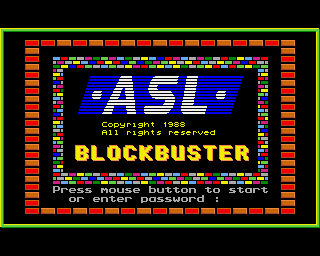 ·ASL·
Copyright 1988
All rights reserved
BLOCKBUSTER
Press mouse button to start
or enter password :